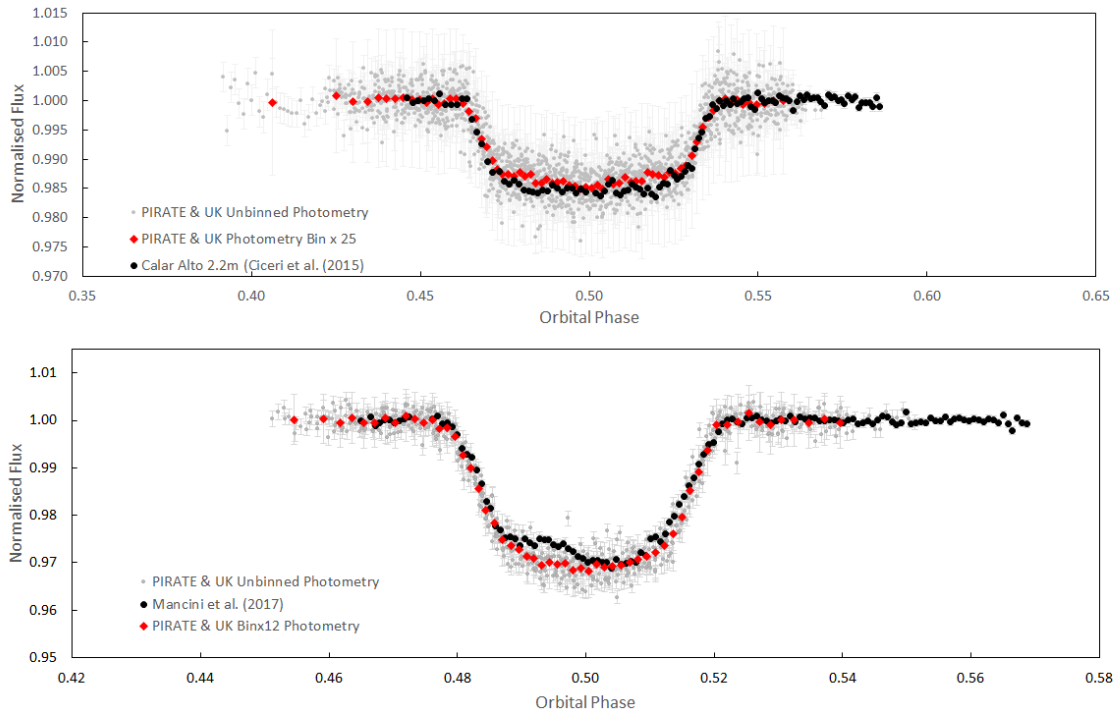 1.015
1.010
1.005
1.000
0.995
0.990
0.985
0.980
0.975
0.970
Normalised Flux
PIRATE & UK Unbinned Photometry
PIRATE & UK Photometry Bin x 25
Calar Alto 2.2m (Ciceri et al. (2015)
0.35 0.40 0.45 0.50 0.55 0.60 0.65
Orbital Phase
1.01
1.00
0.99
0.98
0.97
0.96
0.95
Normalised Flux
PIRATE & UK Unbinned Photometry
Mancini et al. (2017)
PIRATE & UK Binx12 Photometry
0.42 0.44 0.46 0.48 0.50 0.52 0.54 0.56 0.58
Orbital Phase